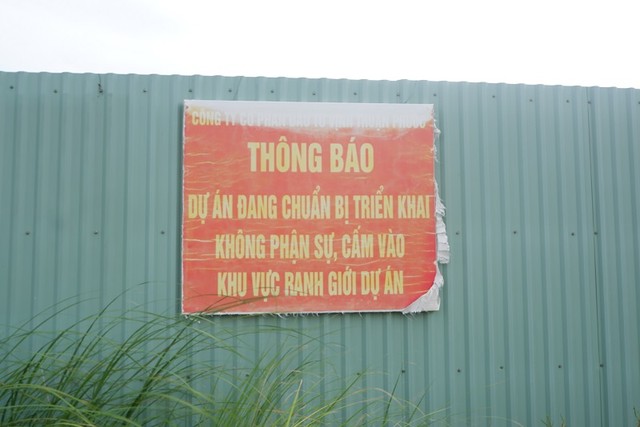 CÔNG TY CỔ PHẦN
THÔNG BÁO
DỰ ÁN ĐANG CHUẨN BỊ TRIỂN KHAI
KHÔNG PHẬN SỰ, CẤM VÀO
KHU VỰC RANH GIỚI DỰ ÁN